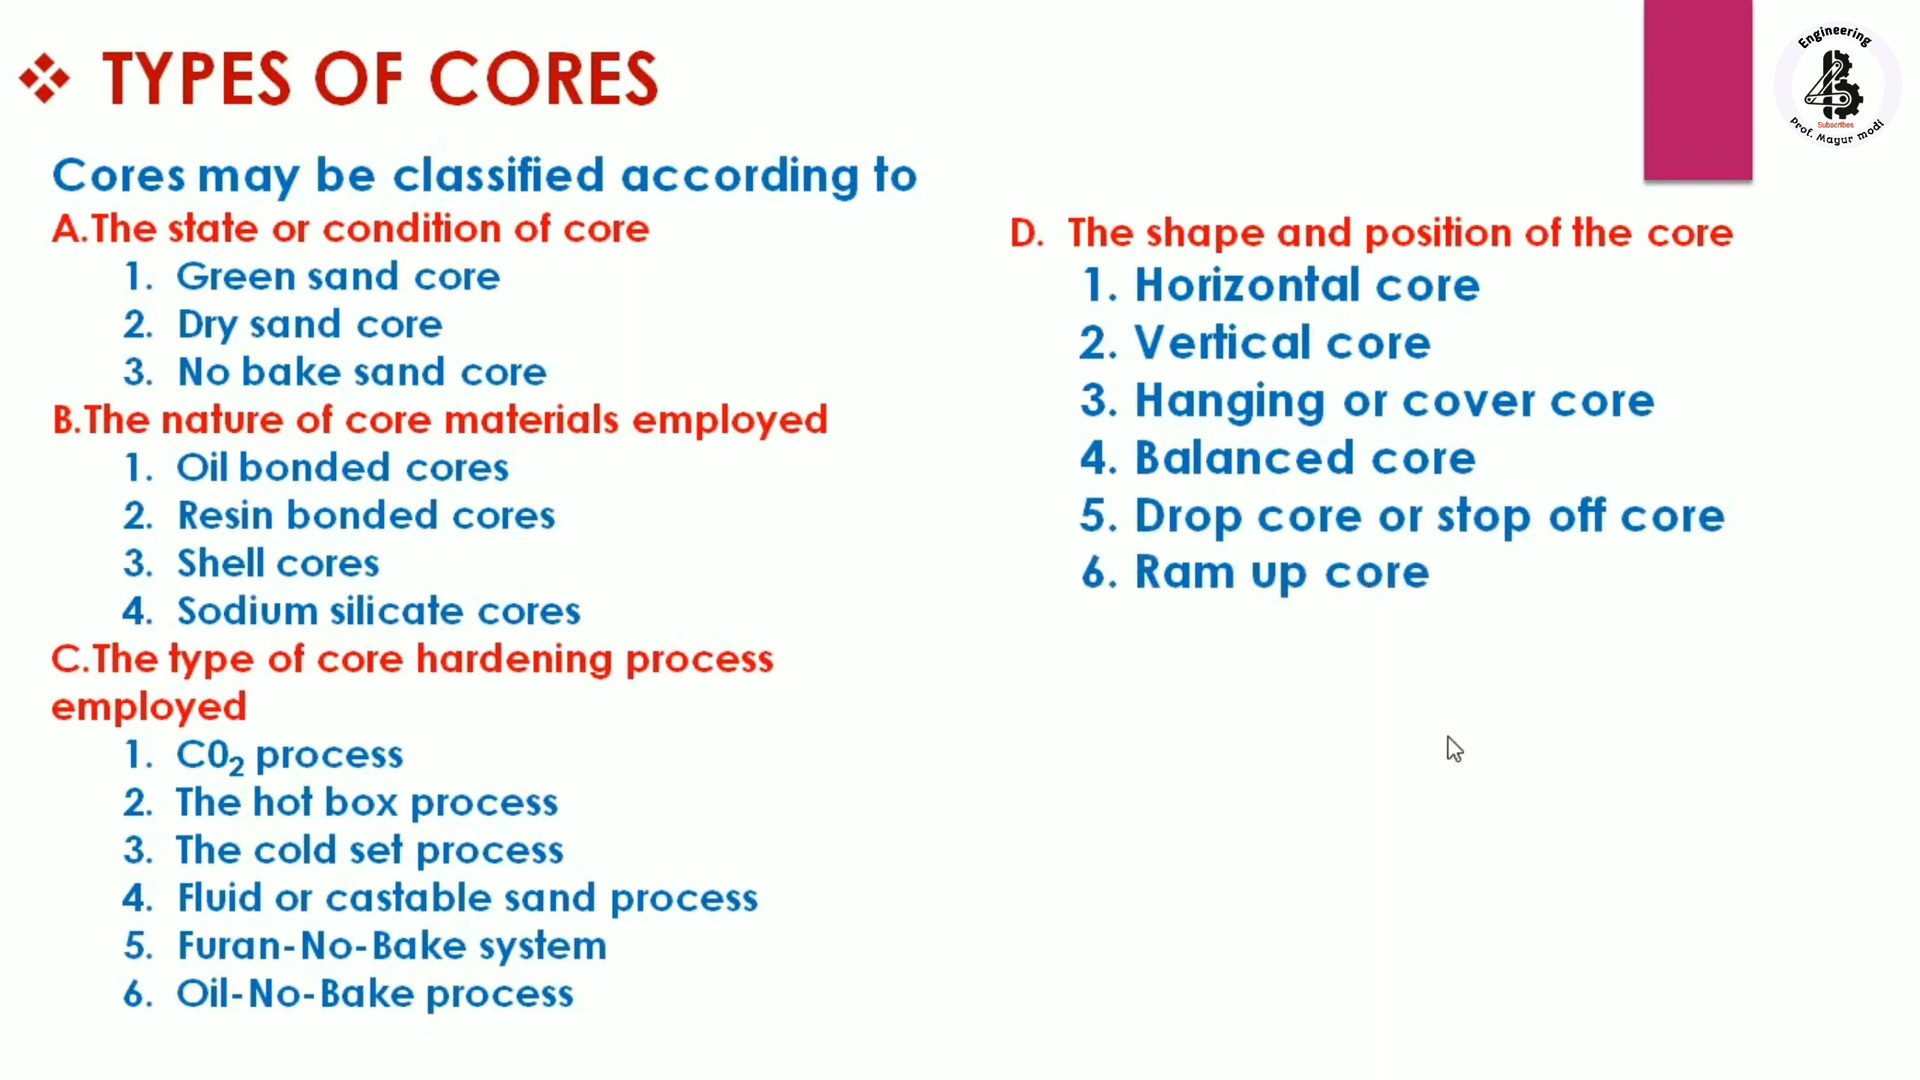 ❖ TYPES OF CORES
Cores may be classified according to
A.The state or condition of core
1. Green sand core
2. Dry sand core
3. No bake sand core
B.The nature of core materials employed
1. Oil bonded cores
2. Resin bonded cores
3. Shell cores
4. Sodium silicate cores
C.The type of core hardening process
employed
1. C0₂ process
2. The hot box process
3. The cold set process
4. Fluid or castable sand process
5. Furan-No-Bake system
6. Oil-No-Bake process
D. The shape and position of the core
1. Horizontal core
2. Vertical core
3. Hanging or cover core
4. Balanced core
5. Drop core or stop off core
6. Ram up core
Engineering
Subscribes
Prof. Mayur modi